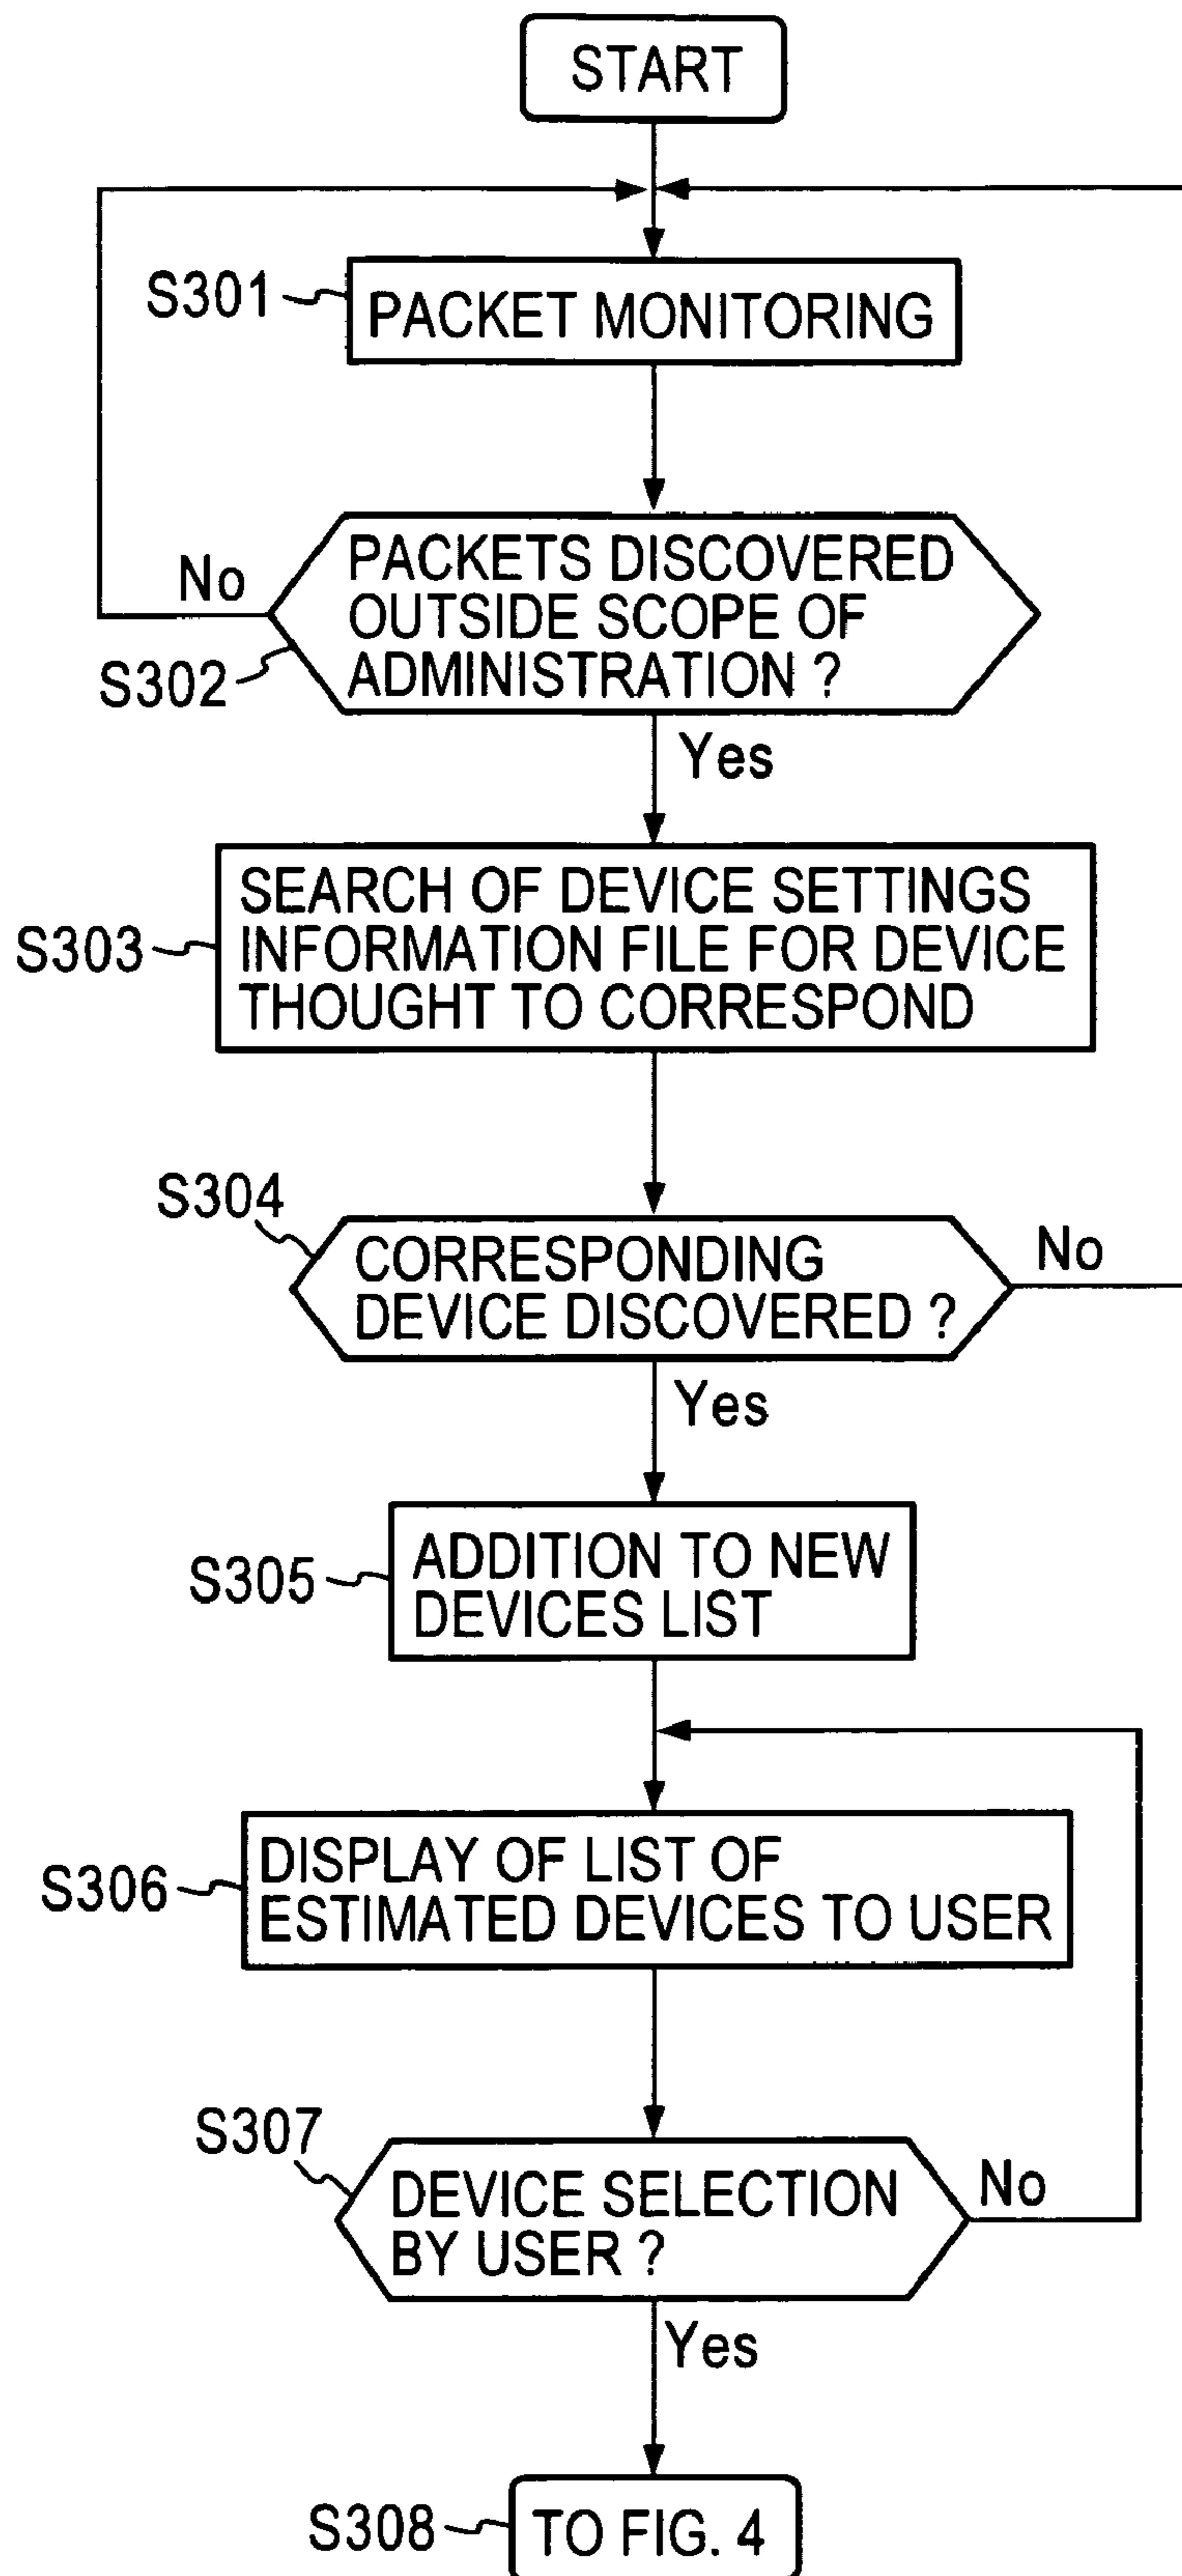 START
S301
PACKET MONITORING
No
PACKETS DISCOVERED
OUTSIDE SCOPE OF
ADMINISTRATION ?
S302
Yes
S303
SEARCH OF DEVICE SETTINGS
INFORMATION FILE FOR DEVICE
THOUGHT TO CORRESPOND
S304
CORRESPONDING
DEVICE DISCOVERED ?
No
Yes
S305
ADDITION TO NEW
DEVICES LIST
S306
DISPLAY OF LIST OF
ESTIMATED DEVICES TO USER
S307
DEVICE SELECTION
BY USER ?
No
Yes
S308
TO FIG. 4